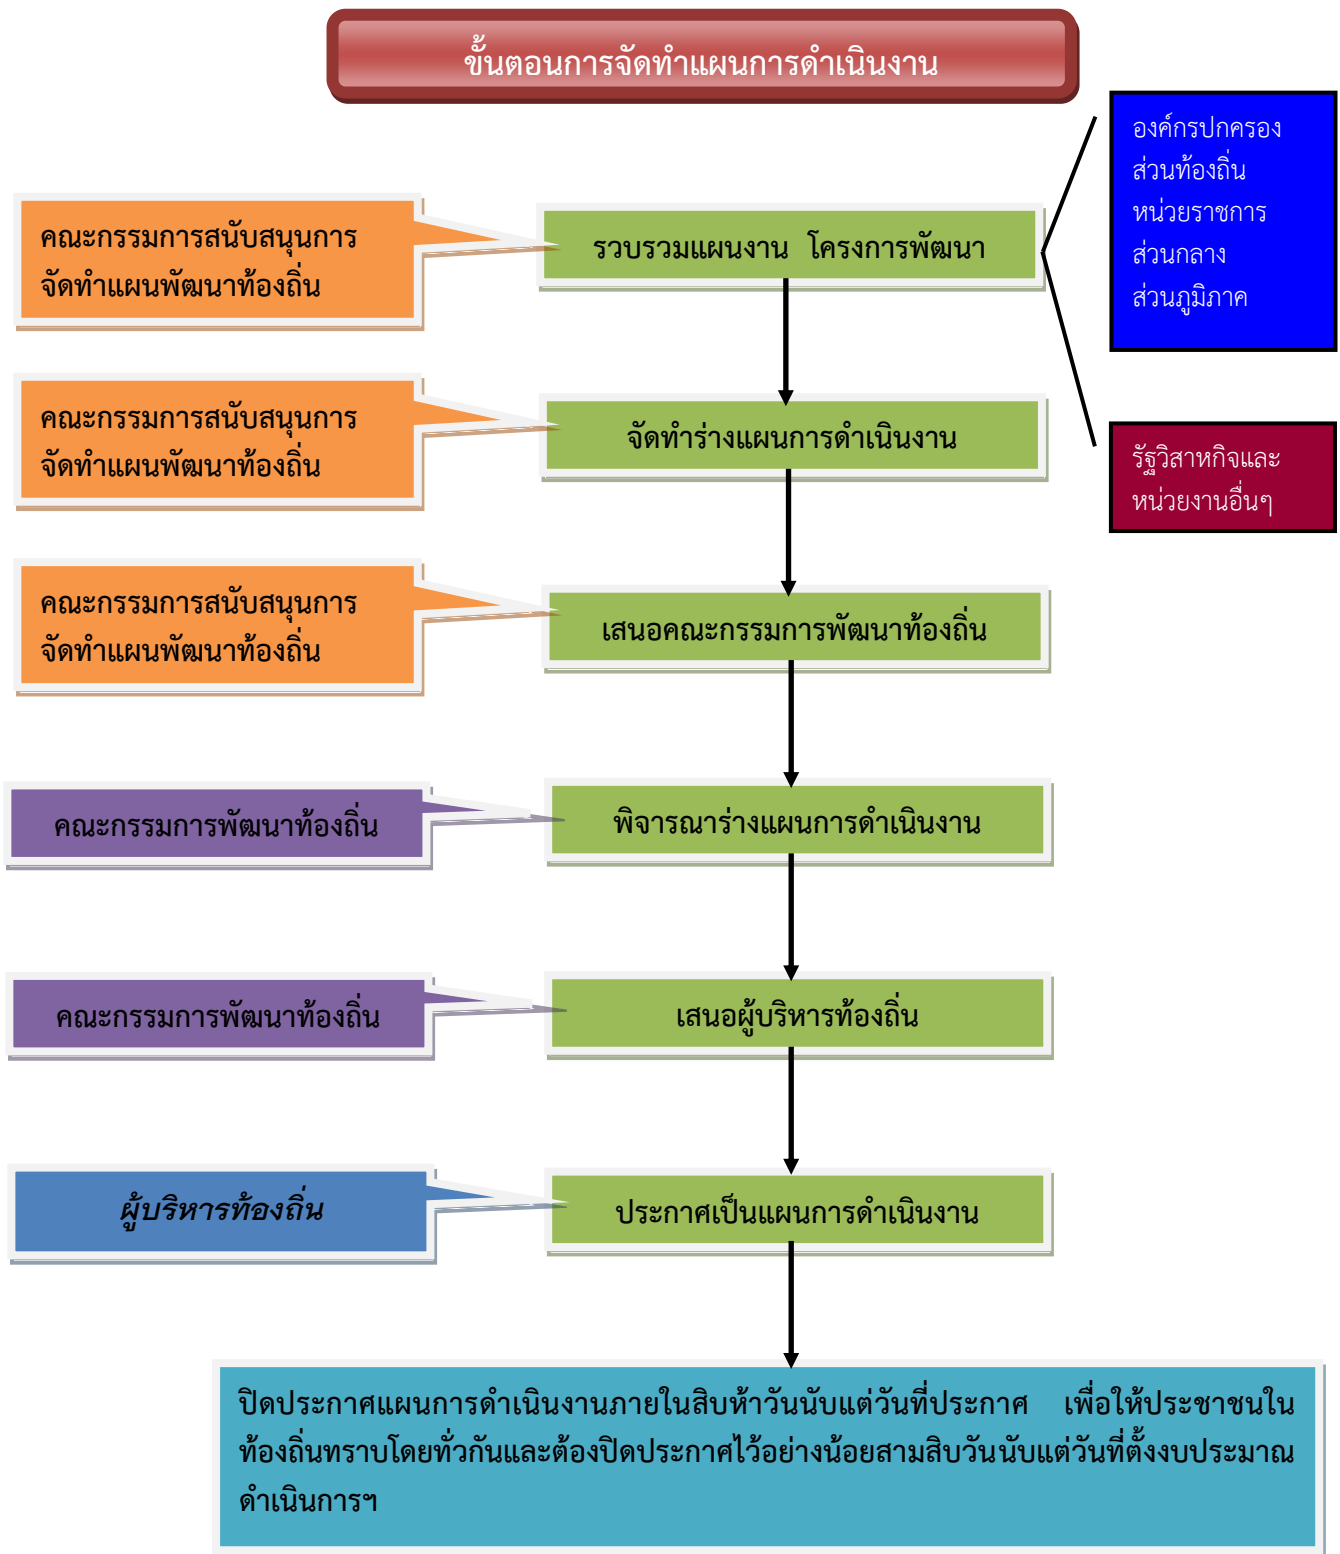 ขั้นตอนการจัดทำแผนการดำเนินงาน
องค์กรปกครอง
ส่วนท้องถิ่น
หน่วยราชการ
ส่วนกลาง
ส่วนภูมิภาค
คณะกรรมการสนับสนุนการ
จัดทำแผนพัฒนาท้องถิ่น
รวบรวมแผนงาน โครงการพัฒนา
คณะกรรมการสนับสนุนการ
จัดทำแผนพัฒนาท้องถิ่น
จัดทำร่างแผนการดำเนินงาน
รัฐวิสาหกิจและ
หน่วยงานอื่นๆ
คณะกรรมการสนับสนุนการ
จัดทำแผนพัฒนาท้องถิ่น
เสนอคณะกรรมการพัฒนาท้องถิ่น
คณะกรรมการพัฒนาท้องถิ่น
พิจารณาร่างแผนการดำเนินงาน
คณะกรรมการพัฒนาท้องถิ่น
เสนอผู้บริหารท้องถิ่น
ผู้บริหารท้องถิ่น
ประกาศเป็นแผนการดำเนินงาน
ปิดประกาศแผนการดำเนินงานภายในสิบห้าวันนับแต่วันที่ประกาศ เพื่อให้ประชาชนใน
ท้องถิ่นทราบโดยทั่วกันและต้องปิดประกาศไว้อย่างน้อยสามสิบวันนับแต่วันที่ตั้งงบประมาณ
ดำเนินการฯ